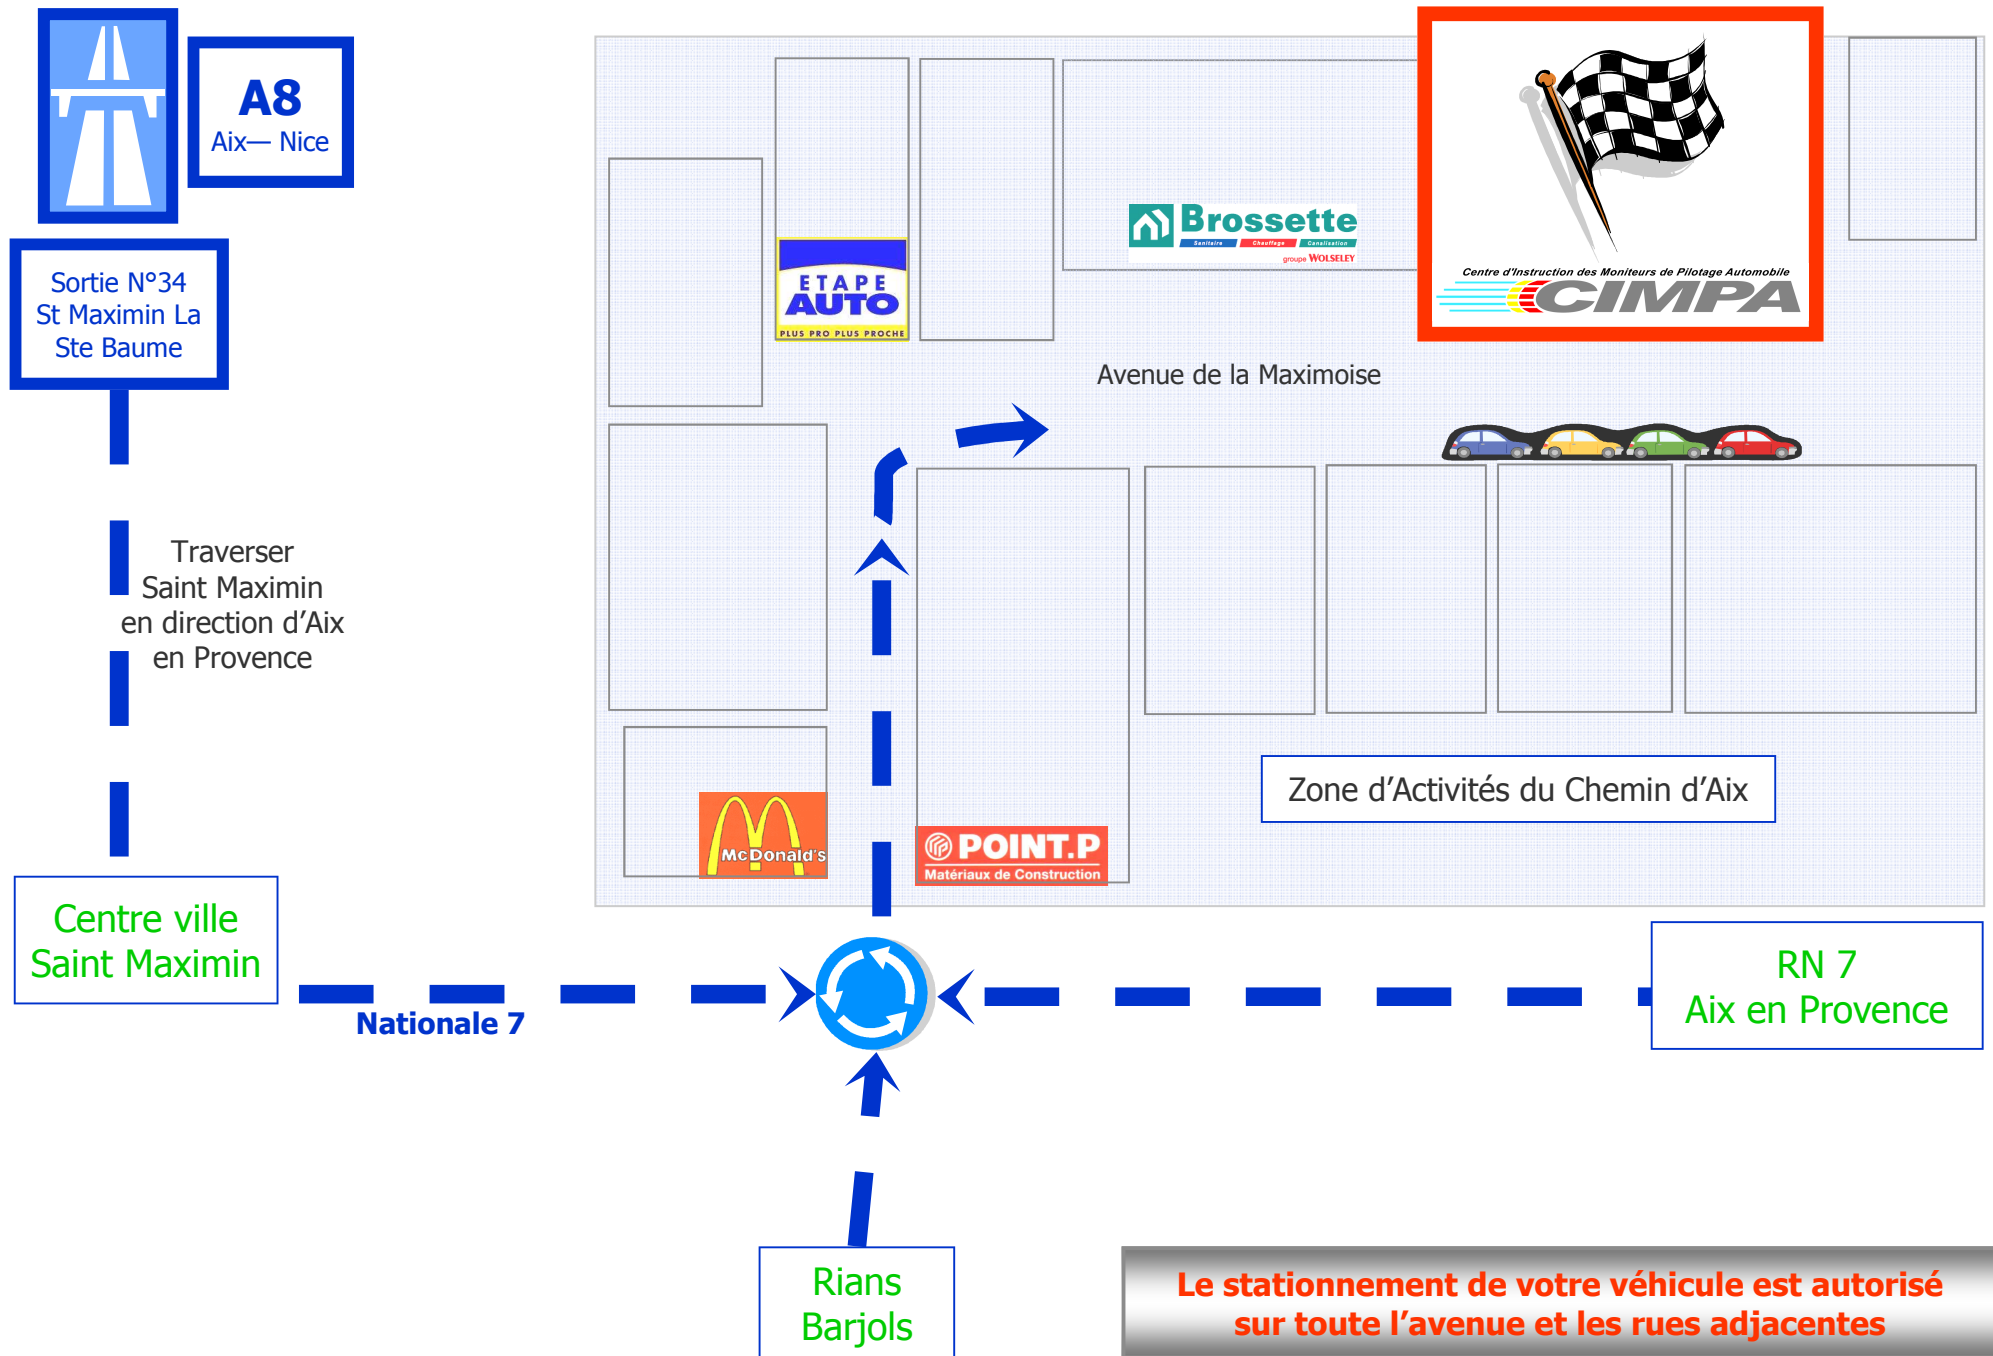 A8
Aix— Nice
Sortie N°34
St Maximin La
Ste Baume
Traverser
Saint Maximin
en direction d'Aix
en Provence
Centre ville
Saint Maximin
Nationale 7
ETAPE
AUTO
PLUS PRO PLUS PROCHE
Brossette
Sanitaire Chauffage Canalisation
groupe WOLSELEY
Centre d'Instruction des Moniteurs de Pilotage Automobile
CIMPA
Avenue de la Maximoise
Zone d'Activités du Chemin d'Aix
McDonald's
POINT.P
Matériaux de Construction
RN 7
Aix en Provence
Rians
Barjols
Le stationnement de votre véhicule est autorisé
sur toute l'avenue et les rues adjacentes